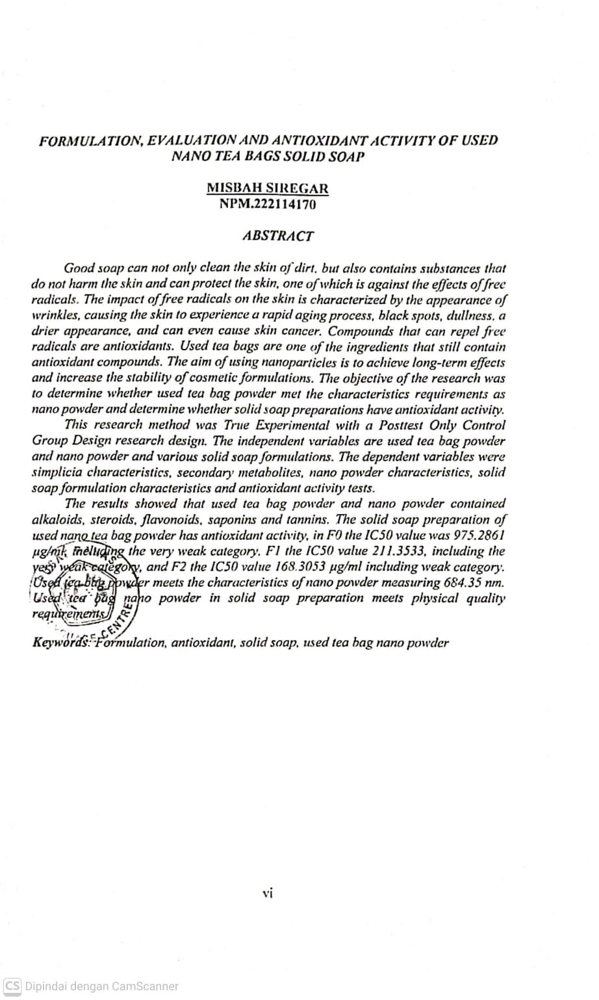 FORMULATION, EVALUATION AND ANTIOXIDANT ACTIVITY OF USED
NANO TEA BAGS SOLID SOAP
MISBAH SIREGAR
NPM.222114170
ABSTRACT
Good soap can not only clean the skin of dirt, but also contains substances that
do not harm the skin and can protect the skin, one of which is against the effects of free
radicals. The impact of free radicals on the skin is characterized by the appearance of
wrinkles, causing the skin to experience a rapid aging process, black spots, dullness, a
drier appearance, and can even cause skin cancer. Compounds that can repel free
radicals are antioxidants. Used tea bags are one of the ingredients that still contain
antioxidant compounds. The aim of using nanoparticles is to achieve long-term effects
and increase the stability of cosmetic formulations. The objective of the research was
to determine whether used tea bag powder met the characteristics requirements as
nano powder and determine whether solid soap preparations have antioxidant activity.
This research method was True Experimental with a Posttest Only Control
Group Design research design. The independent variables are used tea bag powder
and nano powder and various solid soap formulations. The dependent variables were
simplicia characteristics, secondary metabolites, nano powder characteristics, solid
soap formulation characteristics and antioxidant activity tests.
The results showed that used tea bag powder and nano powder contained
alkaloids, steroids, flavonoids, saponins and tannins. The solid soap preparation of
used nano tea bag powder has antioxidant activity, in F0 the IC50 value was 975.2861
µg/ml, including the very weak category, F1 the IC50 value 211.3533, including the
very weak category, and F2 the IC50 value 168.3053 µg/ml including weak category.
Used tea bag powder meets the characteristics of nano powder measuring 684.35 nm.
Used tea bag nano powder in solid soap preparation meets physical quality
requirements.
CENTRE
Keywords: Formulation, antioxidant, solid soap, used tea bag nano powder
vi
CS Dipindai dengan CamScanner